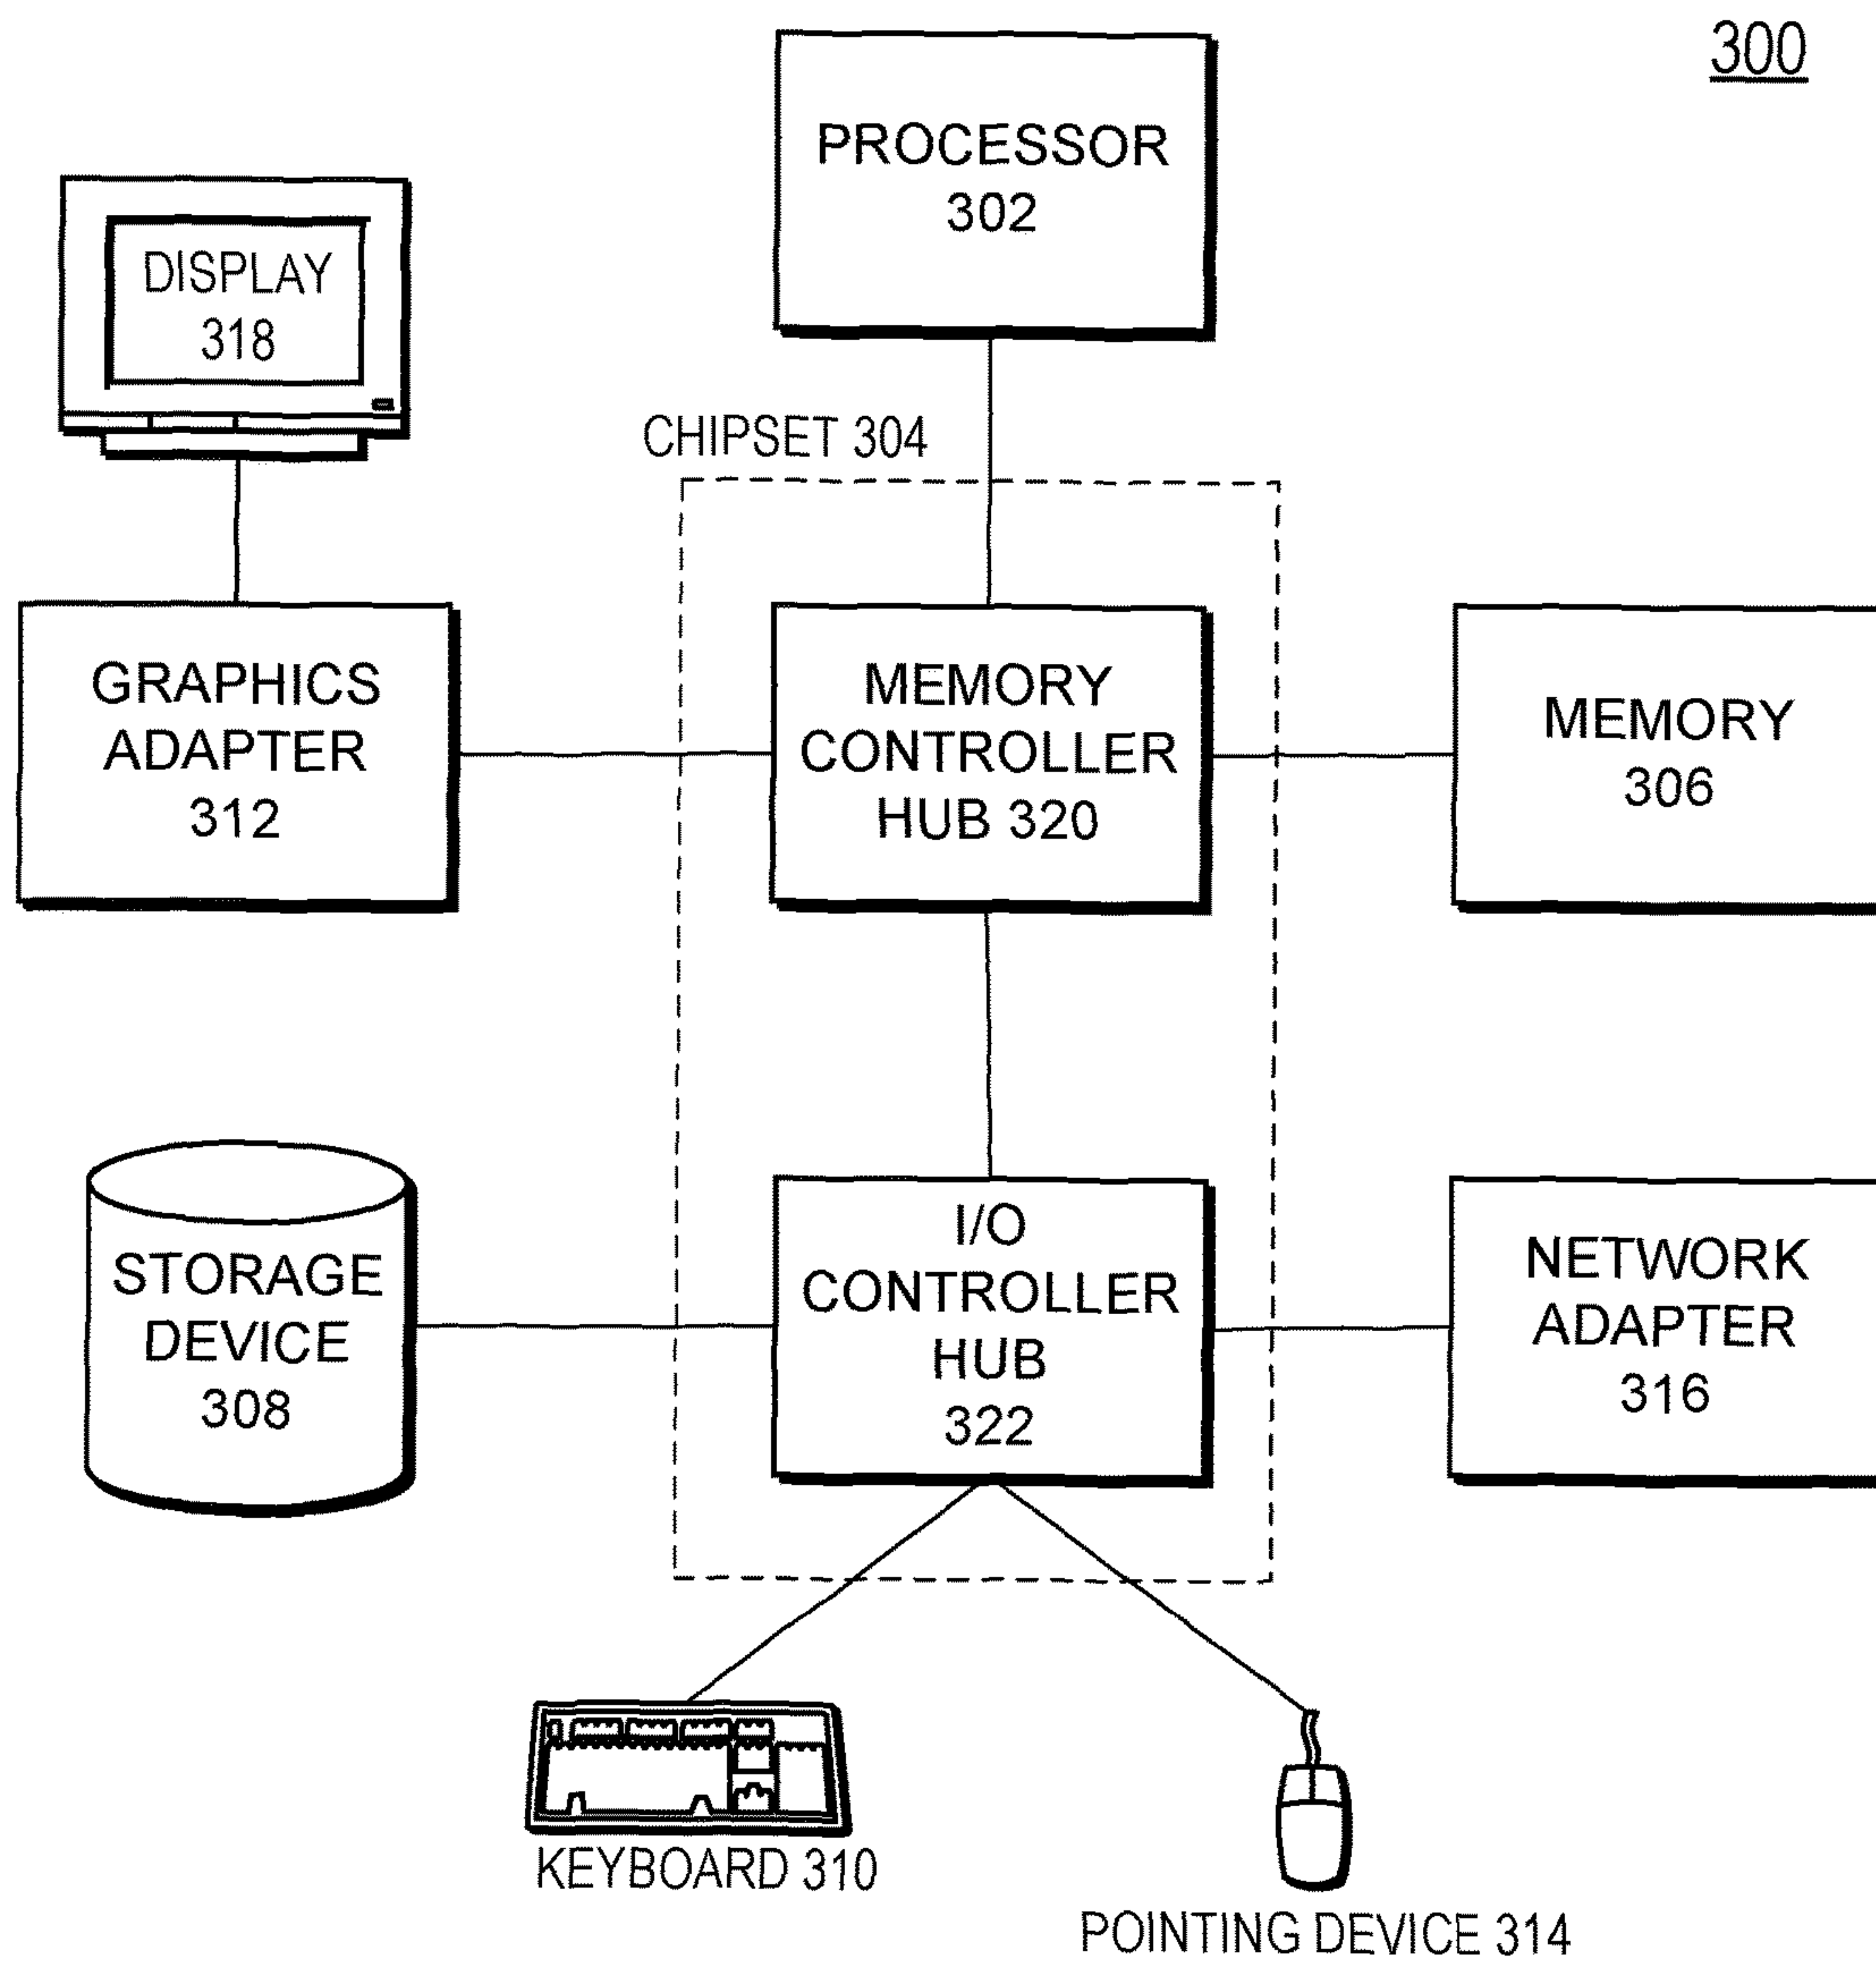 300
PROCESSOR
302
DISPLAY
318
CHIPSET 304
GRAPHICS
ADAPTER
312
MEMORY
CONTROLLER
HUB 320
MEMORY
306
STORAGE
DEVICE
308
I/O
CONTROLLER
HUB
322
NETWORK
ADAPTER
316
KEYBOARD 310
POINTING DEVICE 314